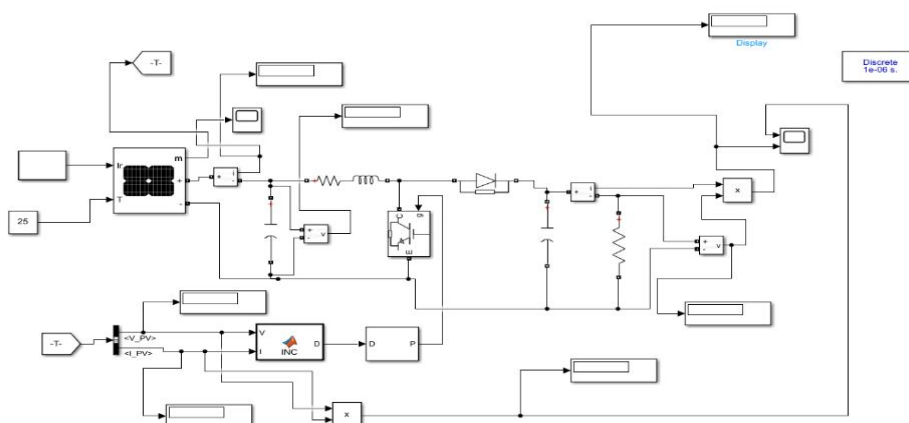 Display
Discrete
1e-06 s.
-T-
Ir
m
T
+
-
25
+
-
i
+
-
v
g
C
E
+
-
i
×
+
-
v
-T-
<V_PV>
<I_PV>
V
I
INC
D
D
P
×